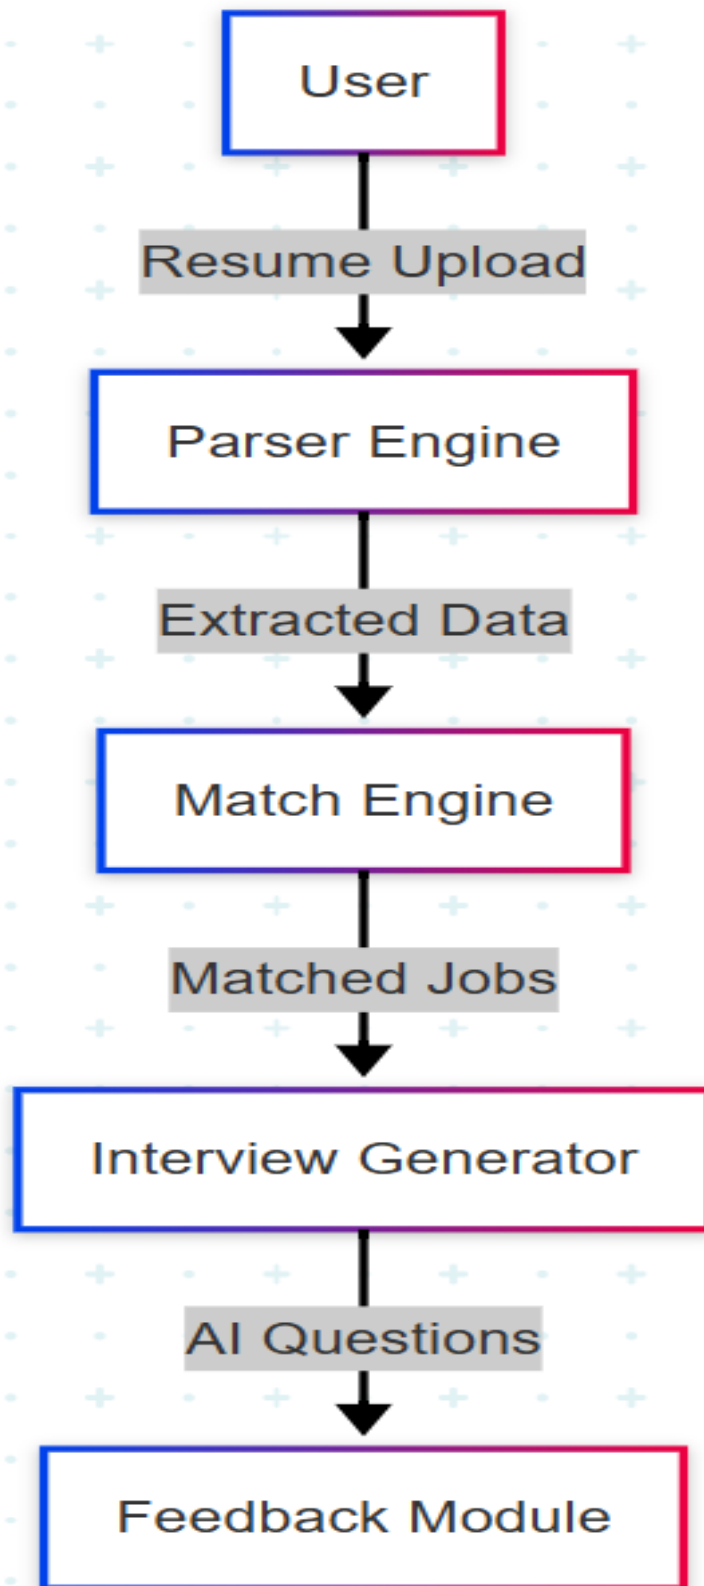 User
Resume Upload
Parser Engine
Extracted Data
Match Engine
Matched Jobs
Interview Generator
AI Questions
Feedback Module